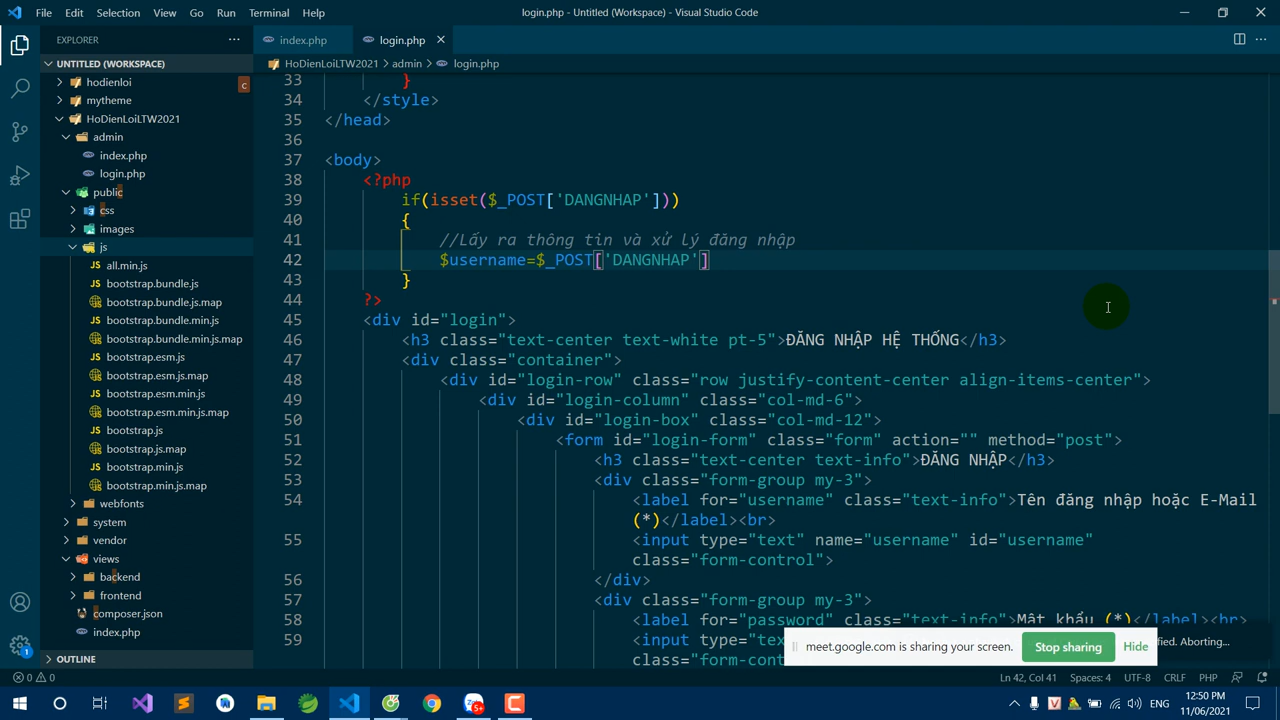 File Edit Selection View Go Run Terminal Help
login.php - Untitled (Workspace) - Visual Studio Code
EXPLORER
index.php
login.php
UNTITLED (WORKSPACE)
HoDienLoiLTW2021 > admin > login.php
hodienloi
c
mytheme
HoDienLoiLTW2021
admin
index.php
login.php
public
css
images
js
all.min.js
bootstrap.bundle.js
bootstrap.bundle.js.map
bootstrap.bundle.min.js
bootstrap.bundle.min.js.map
bootstrap.esm.js
bootstrap.esm.js.map
bootstrap.esm.min.js
bootstrap.esm.min.js.map
bootstrap.js
bootstrap.js.map
bootstrap.min.js
bootstrap.min.js.map
webfonts
system
vendor
views
backend
frontend
composer.json
index.php
OUTLINE
33 }
34 </style>
35 </head>
36
37 <body>
38 <?php
39 if(isset($_POST['DANGNHAP']))
40 {
41 //Lấy ra thông tin và xử lý đăng nhập
42 $username=$_POST['DANGNHAP']
43 }
44 ?>
45 <div id="login">
46 <h3 class="text-center text-white pt-5">ĐĂNG NHẬP HỆ THỐNG</h3>
47 <div class="container">
48 <div id="login-row" class="row justify-content-center align-items-center">
49 <div id="login-column" class="col-md-6">
50 <div id="login-box" class="col-md-12">
51 <form id="login-form" class="form" action="" method="post">
52 <h3 class="text-center text-info">ĐĂNG NHẬP</h3>
53 <div class="form-group my-3">
54 <label for="username" class="text-info">Tên đăng nhập hoặc E-Mail
(*)</label><br>
55 <input type="text" name="username" id="username"
class="form-control">
56 </div>
57 <div class="form-group my-3">
58 <label for="password" class="text-info">Mật khẩu (*)</label><br>
59 <input type="
class="form-
meet.google.com is sharing your screen. Stop sharing Hide
Aborting...
0 0
Ln 42, Col 41 Spaces: 4 UTF-8 CRLF PHP
5+
ENG
12:50 PM
11/06/2021